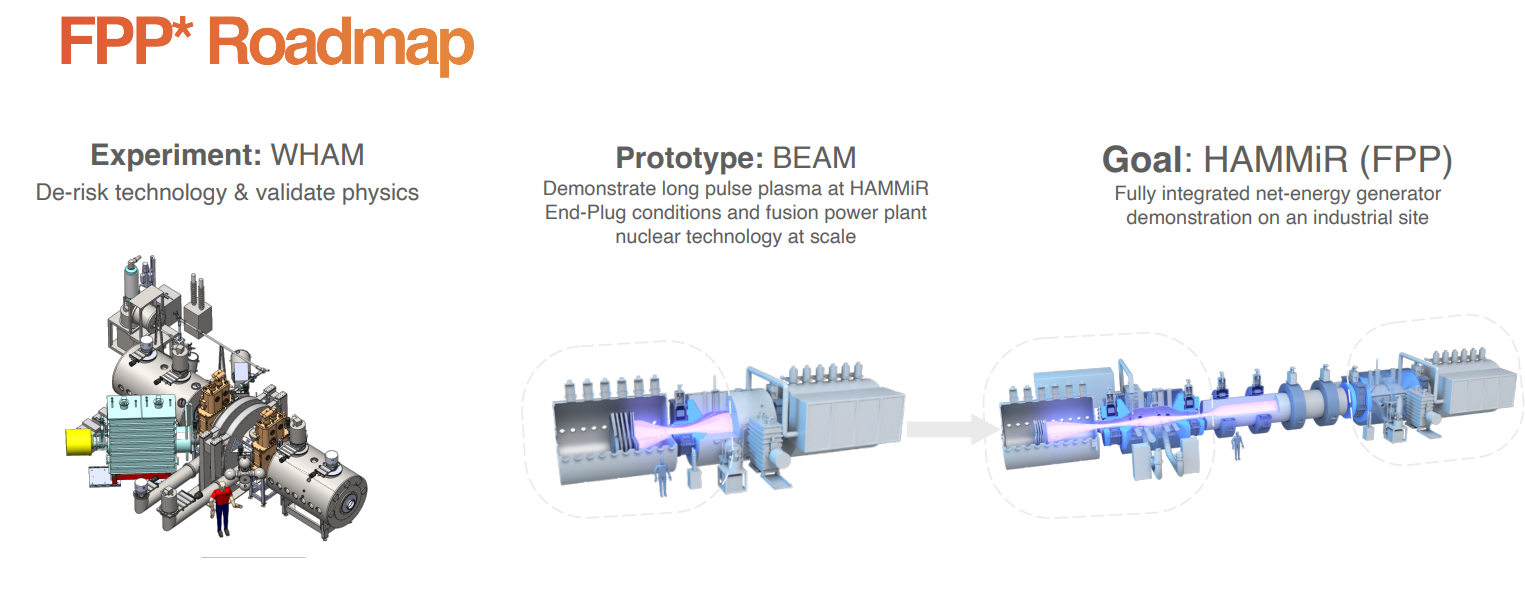 FPP* Roadmap
Experiment: WHAM
De-risk technology & validate physics
Prototype: BEAM
Demonstrate long pulse plasma at HAMMiR
End-Plug conditions and fusion power plant
nuclear technology at scale
Goal: HAMMiR (FPP)
Fully integrated net-energy generator
demonstration on an industrial site